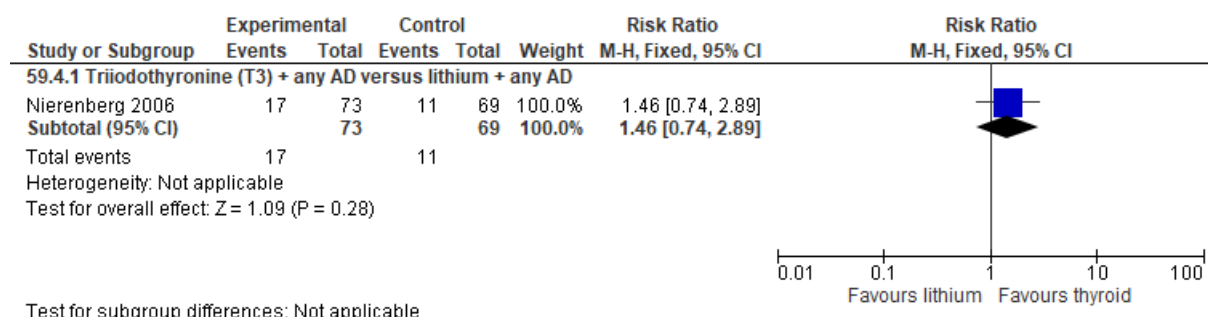 Experimental Control Risk Ratio Risk Ratio
Study or Subgroup Events Total Events Total Weight M-H, Fixed, 95% CI M-H, Fixed, 95% CI
59.4.1 Triiodothyronine (T3) + any AD versus lithium + any AD
Nierenberg 2006 17 73 11 69 100.0% 1.46 [0.74, 2.89]
Subtotal (95% CI) 73 69 100.0% 1.46 [0.74, 2.89]
Total events 17 11
Heterogeneity: Not applicable
Test for overall effect: Z = 1.09 (P = 0.28)
0.01 0.1 1 10 100
Favours lithium Favours thyroid
Test for subgroup differences: Not applicable